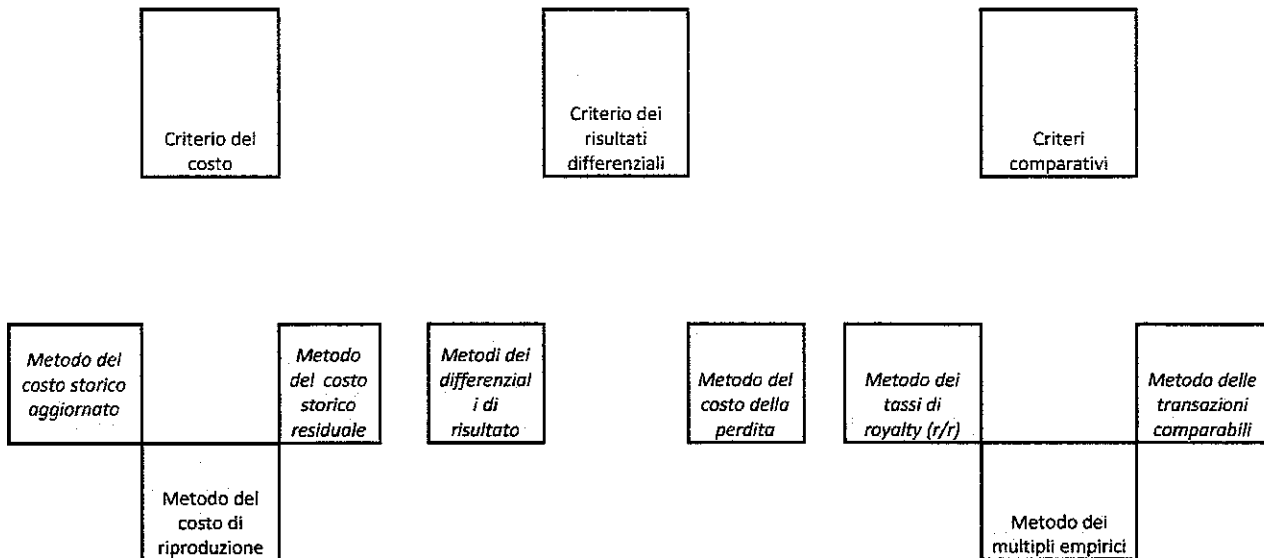 Criterio del
costo
Criterio dei
risultati
differenziali
Criteri
comparativi
Metodo del
costo storico
aggiornato
Metodo
del costo
storico
residuale
Metodi dei
differenzial
i di
risultato
Metodo del
costo della
perdita
Metodo dei
tassi di
royalty (r/r)
Metodo delle
transazioni
comparabili
Metodo del
costo di
riproduzione
Metodo dei
multipli empirici